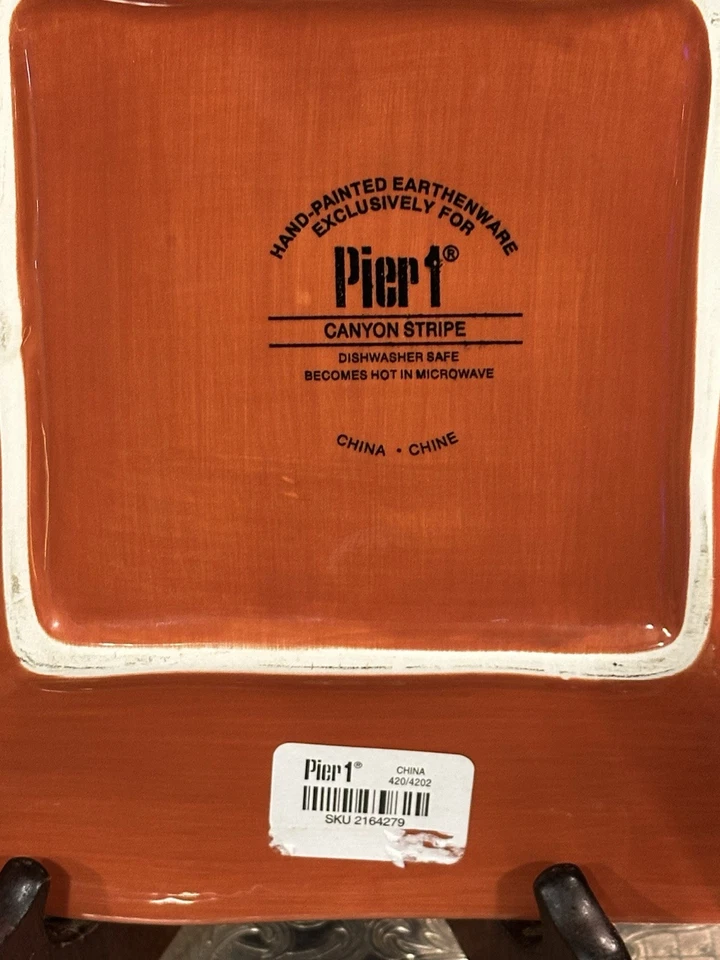 HAND-PAINTED EARTHENWARE
EXCLUSIVELY FOR
Pier 1®
CANYON STRIPE
DISHWASHER SAFE
BECOMES HOT IN MICROWAVE
CHINA • CHINE
Pier 1®
CHINA
420/4202
SKU 2164279